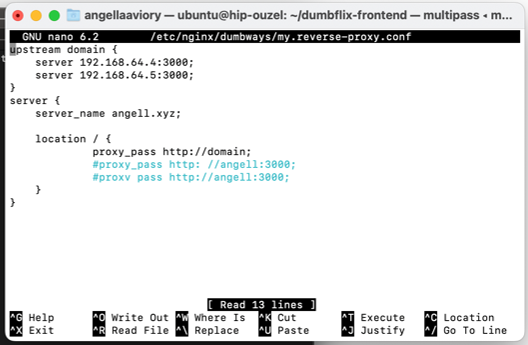 angellaaviory — ubuntu@hip-ouzel: ~/dumbflix-frontend — multipass ◂ m...
GNU nano 6.2 /etc/nginx/dumbways/my.reverse-proxy.conf
upstream domain {
    server 192.168.64.4:3000;
    server 192.168.64.5:3000;
}
server {
    server_name angell.xyz;

    location / {
             proxy_pass http://domain;
             #proxy_pass http: //angell:3000;
             #proxv pass http://angell:3000;
    }
}
[ Read 13 lines ]
^G Help ^O Write Out ^W Where Is ^K Cut ^T Execute ^C Location
^X Exit ^R Read File ^\ Replace ^U Paste ^J Justify ^/ Go To Line